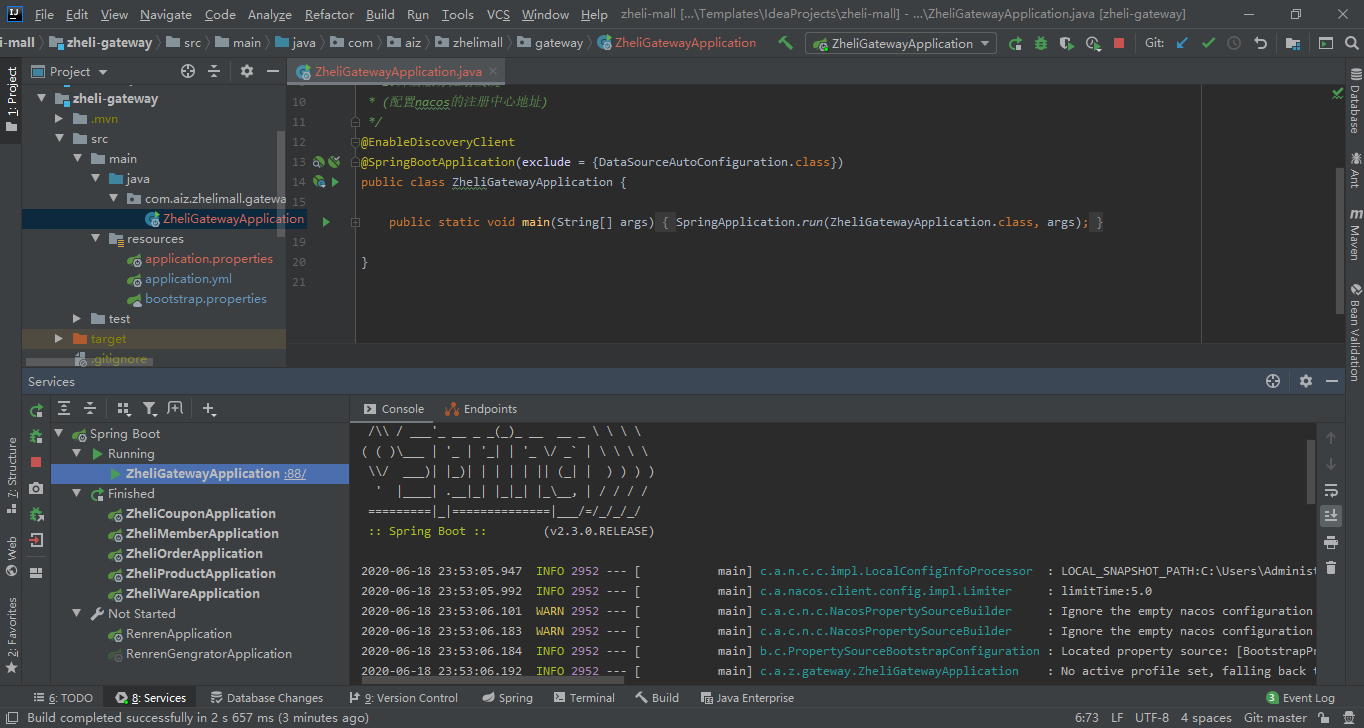 File Edit View Navigate Code Analyze Refactor Build Run Tools VCS Window Help zheli-mall [...\Templates\IdeaProjects\zheli-mall] - ...\ZheliGatewayApplication.java [zheli-gateway]
i-mall zheli-gateway src main java com aiz zhelimall gateway ZheliGatewayApplication ZheliGatewayApplication Git:
Project
ZheliGatewayApplication.java
1: Project
zheli-gateway
.mvn
src
main
java
com.aiz.zhelimall.gatewa
ZheliGatewayApplication
resources
application.properties
application.yml
bootstrap.properties
test
target
.gitignore
10 * (配置nacos的注册中心地址)
11 */
12 @EnableDiscoveryClient
13 @SpringBootApplication(exclude = {DataSourceAutoConfiguration.class})
14 public class ZheliGatewayApplication {
15
public static void main(String[] args) { SpringApplication.run(ZheliGatewayApplication.class, args); }
19
20 }
21
Database
Ant
Maven
Bean Validation
Services
Console Endpoints
Spring Boot
Running
ZheliGatewayApplication :88/
Finished
ZheliCouponApplication
ZheliMemberApplication
ZheliOrderApplication
ZheliProductApplication
ZheliWareApplication
Not Started
RenrenApplication
RenrenGengratorApplication
7: Structure
Web
2: Favorites
/\\ / ___'_ __ _ _(_)_ __  __ _ \ \ \ \
( ( )\___ | '_ | '_| | '_ \/ _` | \ \ \ \
\\/  ___)| |_)| | | | | || (_| |  ) ) ) )
'  |____| .__|_| |_|_| |_\__, | / / / /
=========|_|==============|___/=/_/_/_/
:: Spring Boot :: (v2.3.0.RELEASE)
2020-06-18 23:53:05.947 INFO 2952 --- [ main] c.a.n.c.c.impl.LocalConfigInfoProcessor : LOCAL_SNAPSHOT_PATH:C:\Users\Administ
2020-06-18 23:53:05.992 INFO 2952 --- [ main] c.a.nacos.client.config.impl.Limiter : limitTime:5.0
2020-06-18 23:53:06.101 WARN 2952 --- [ main] c.a.c.n.c.NacosPropertySourceBuilder : Ignore the empty nacos configuration
2020-06-18 23:53:06.183 WARN 2952 --- [ main] c.a.c.n.c.NacosPropertySourceBuilder : Ignore the empty nacos configuration
2020-06-18 23:53:06.184 INFO 2952 --- [ main] b.c.PropertySourceBootstrapConfiguration : Located property source: [BootstrapPr
2020-06-18 23:53:06.192 INFO 2952 --- [ main] c.a.z.gateway.ZheliGatewayApplication : No active profile set, falling back t
6: TODO 8: Services Database Changes 9: Version Control Spring Terminal Build Java Enterprise 3 Event Log
Build completed successfully in 2 s 657 ms (3 minutes ago) 6:73 LF UTF-8 4 spaces Git: master